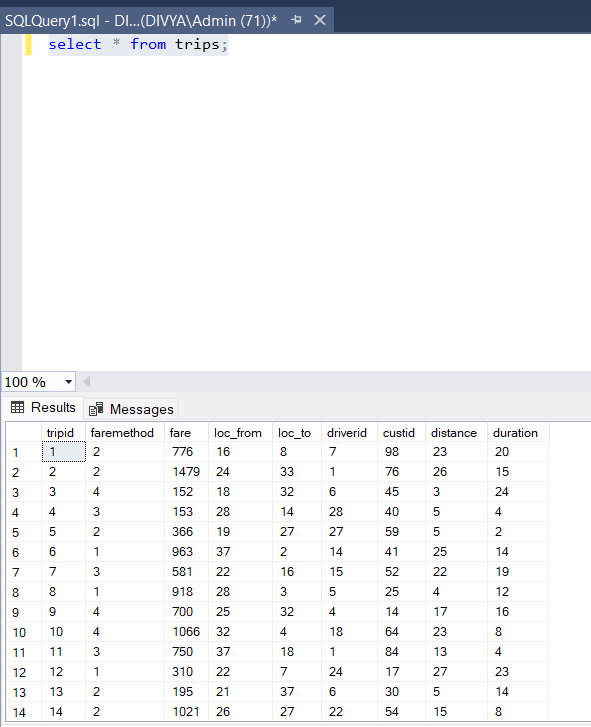 SQLQuery1.sql - DI...(DIVYA\Admin (71))*
select * from trips;
100 %
Results Messages
tripid faremethod fare loc_from loc_to driverid custid distance duration
1 1 2 776 16 8 7 98 23 20
2 2 2 1479 24 33 1 76 26 15
3 3 4 152 18 32 6 45 3 24
4 4 3 153 28 14 28 40 5 4
5 5 2 366 19 27 27 59 5 2
6 6 1 963 37 2 14 41 25 14
7 7 3 581 22 16 15 52 22 19
8 8 1 918 28 3 5 25 4 12
9 9 4 700 25 32 4 14 17 16
10 10 4 1066 32 4 18 64 23 8
11 11 3 750 37 18 1 84 13 4
12 12 1 310 22 7 24 17 27 23
13 13 2 195 21 37 6 30 5 14
14 14 2 1021 26 27 22 54 15 8